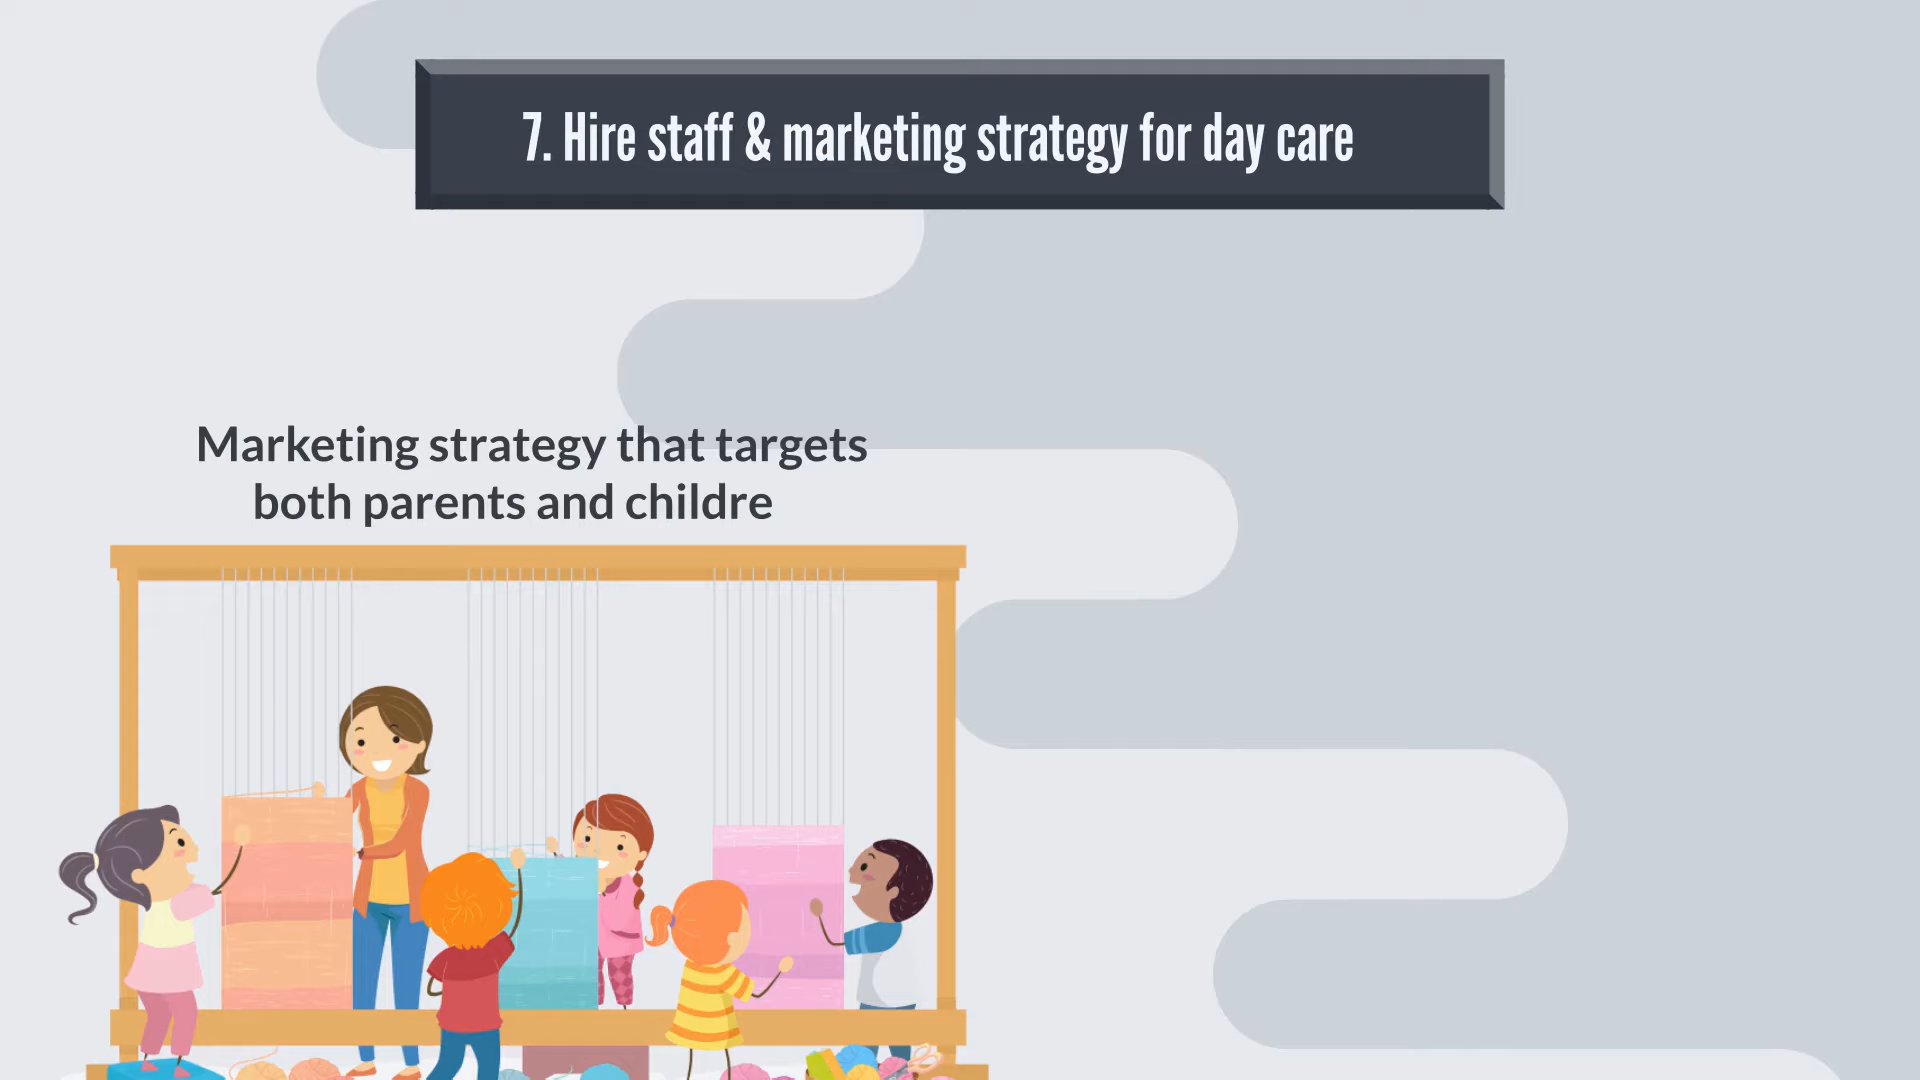 7. Hire staff & marketing strategy for day care
Marketing strategy that targets
both parents and childre